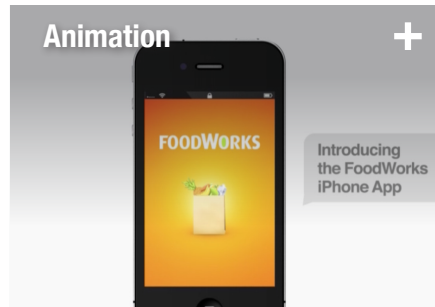 Animation
FOODWORKS
Introducing
the FoodWorks
iPhone App